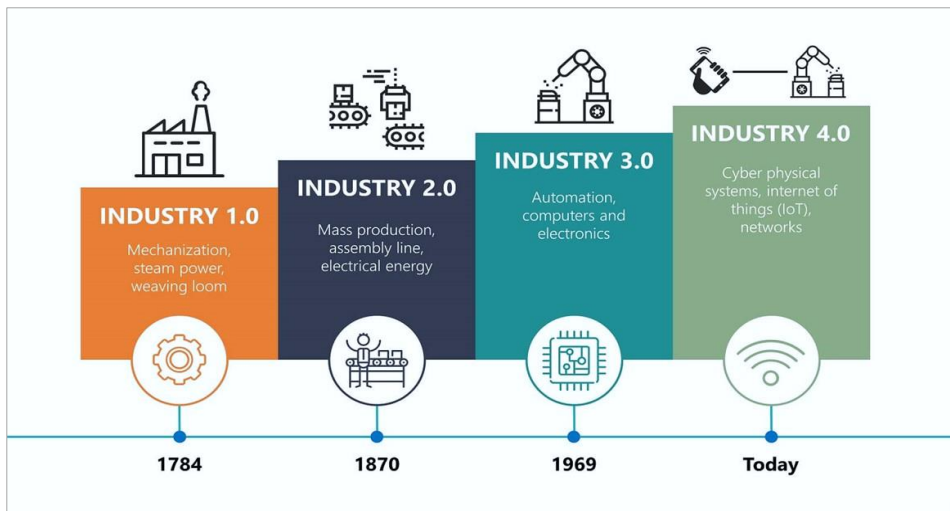 INDUSTRY 1.0
Mechanization,
steam power,
weaving loom
INDUSTRY 2.0
Mass production,
assembly line,
electrical energy
INDUSTRY 3.0
Automation,
computers and
electronics
INDUSTRY 4.0
Cyber physical
systems, internet of
things (IoT),
networks
1784
1870
1969
Today